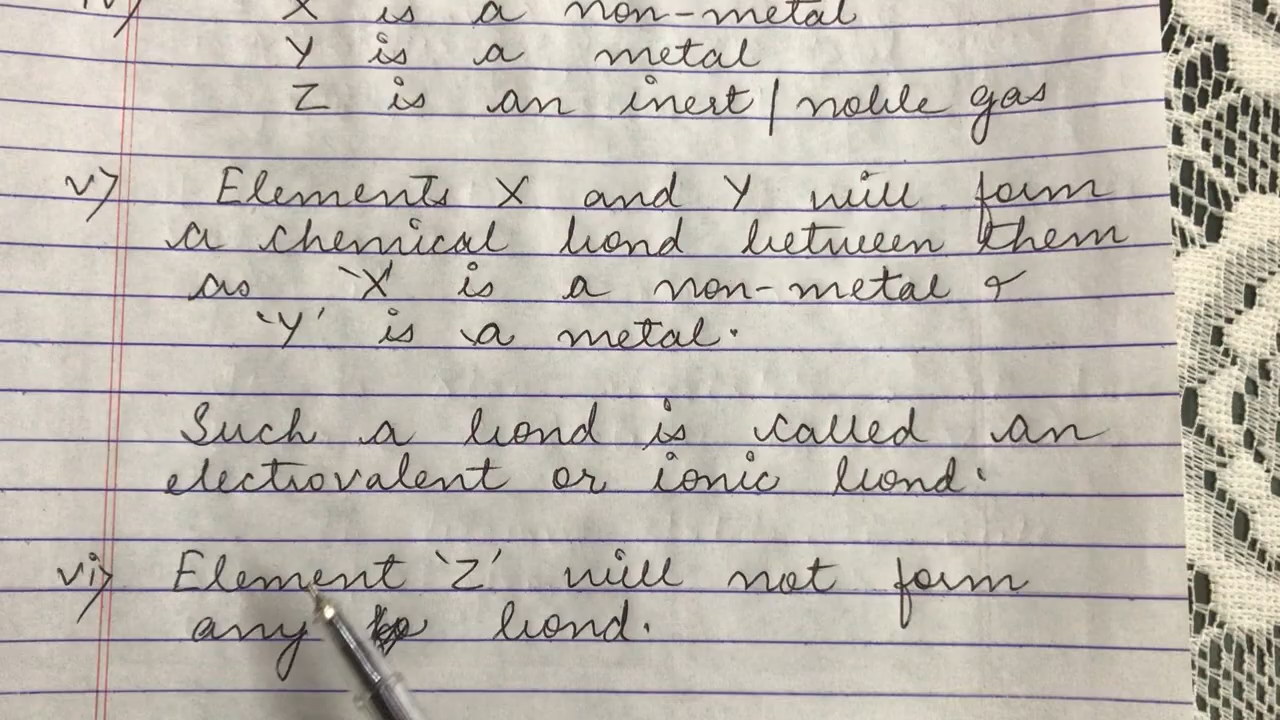 iv) X is a non-metal
Y is a metal
Z is an inert/noble gas
v) Elements X and Y will form
a chemical bond between them
as 'X' is a non-metal &
'Y' is a metal.
Such a bond is called an
electrovalent or ionic bond.
vi) Element 'Z' will not form
any bond.